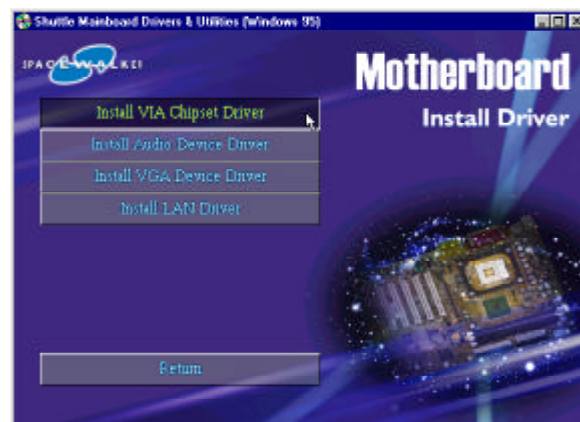 Shuttle Mainboard Drivers & Utilities (Windows 95)
SPACEWALKER
Motherboard
Install Driver
Install VIA Chipset Driver
Install Audio Device Driver
Install VGA Device Driver
Install LAN Driver
Return